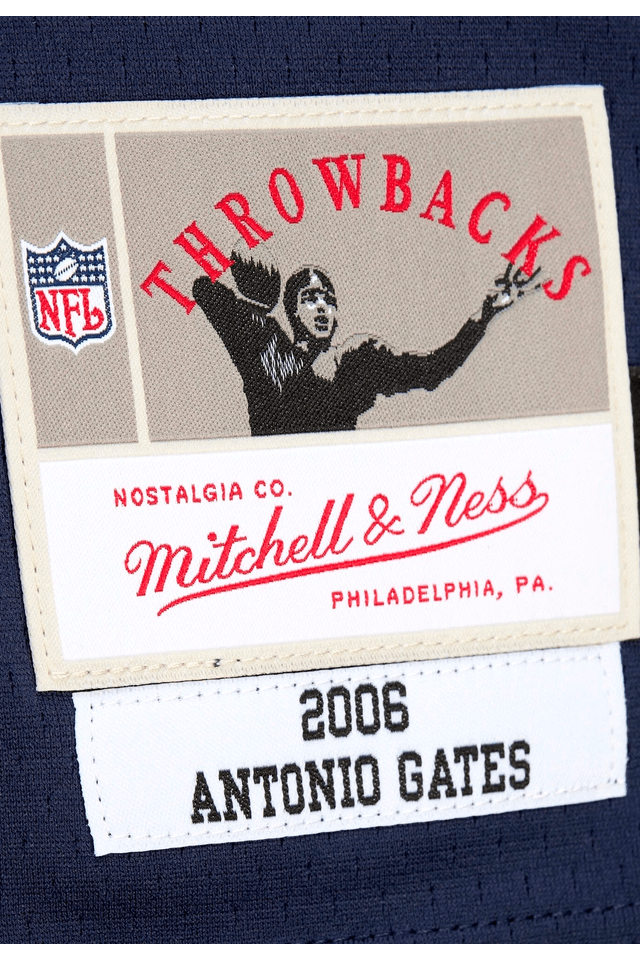 THROWBACKS
NFL
NOSTALGIA CO.
Mitchell & Ness
PHILADELPHIA, PA.
2006
ANTONIO GATES